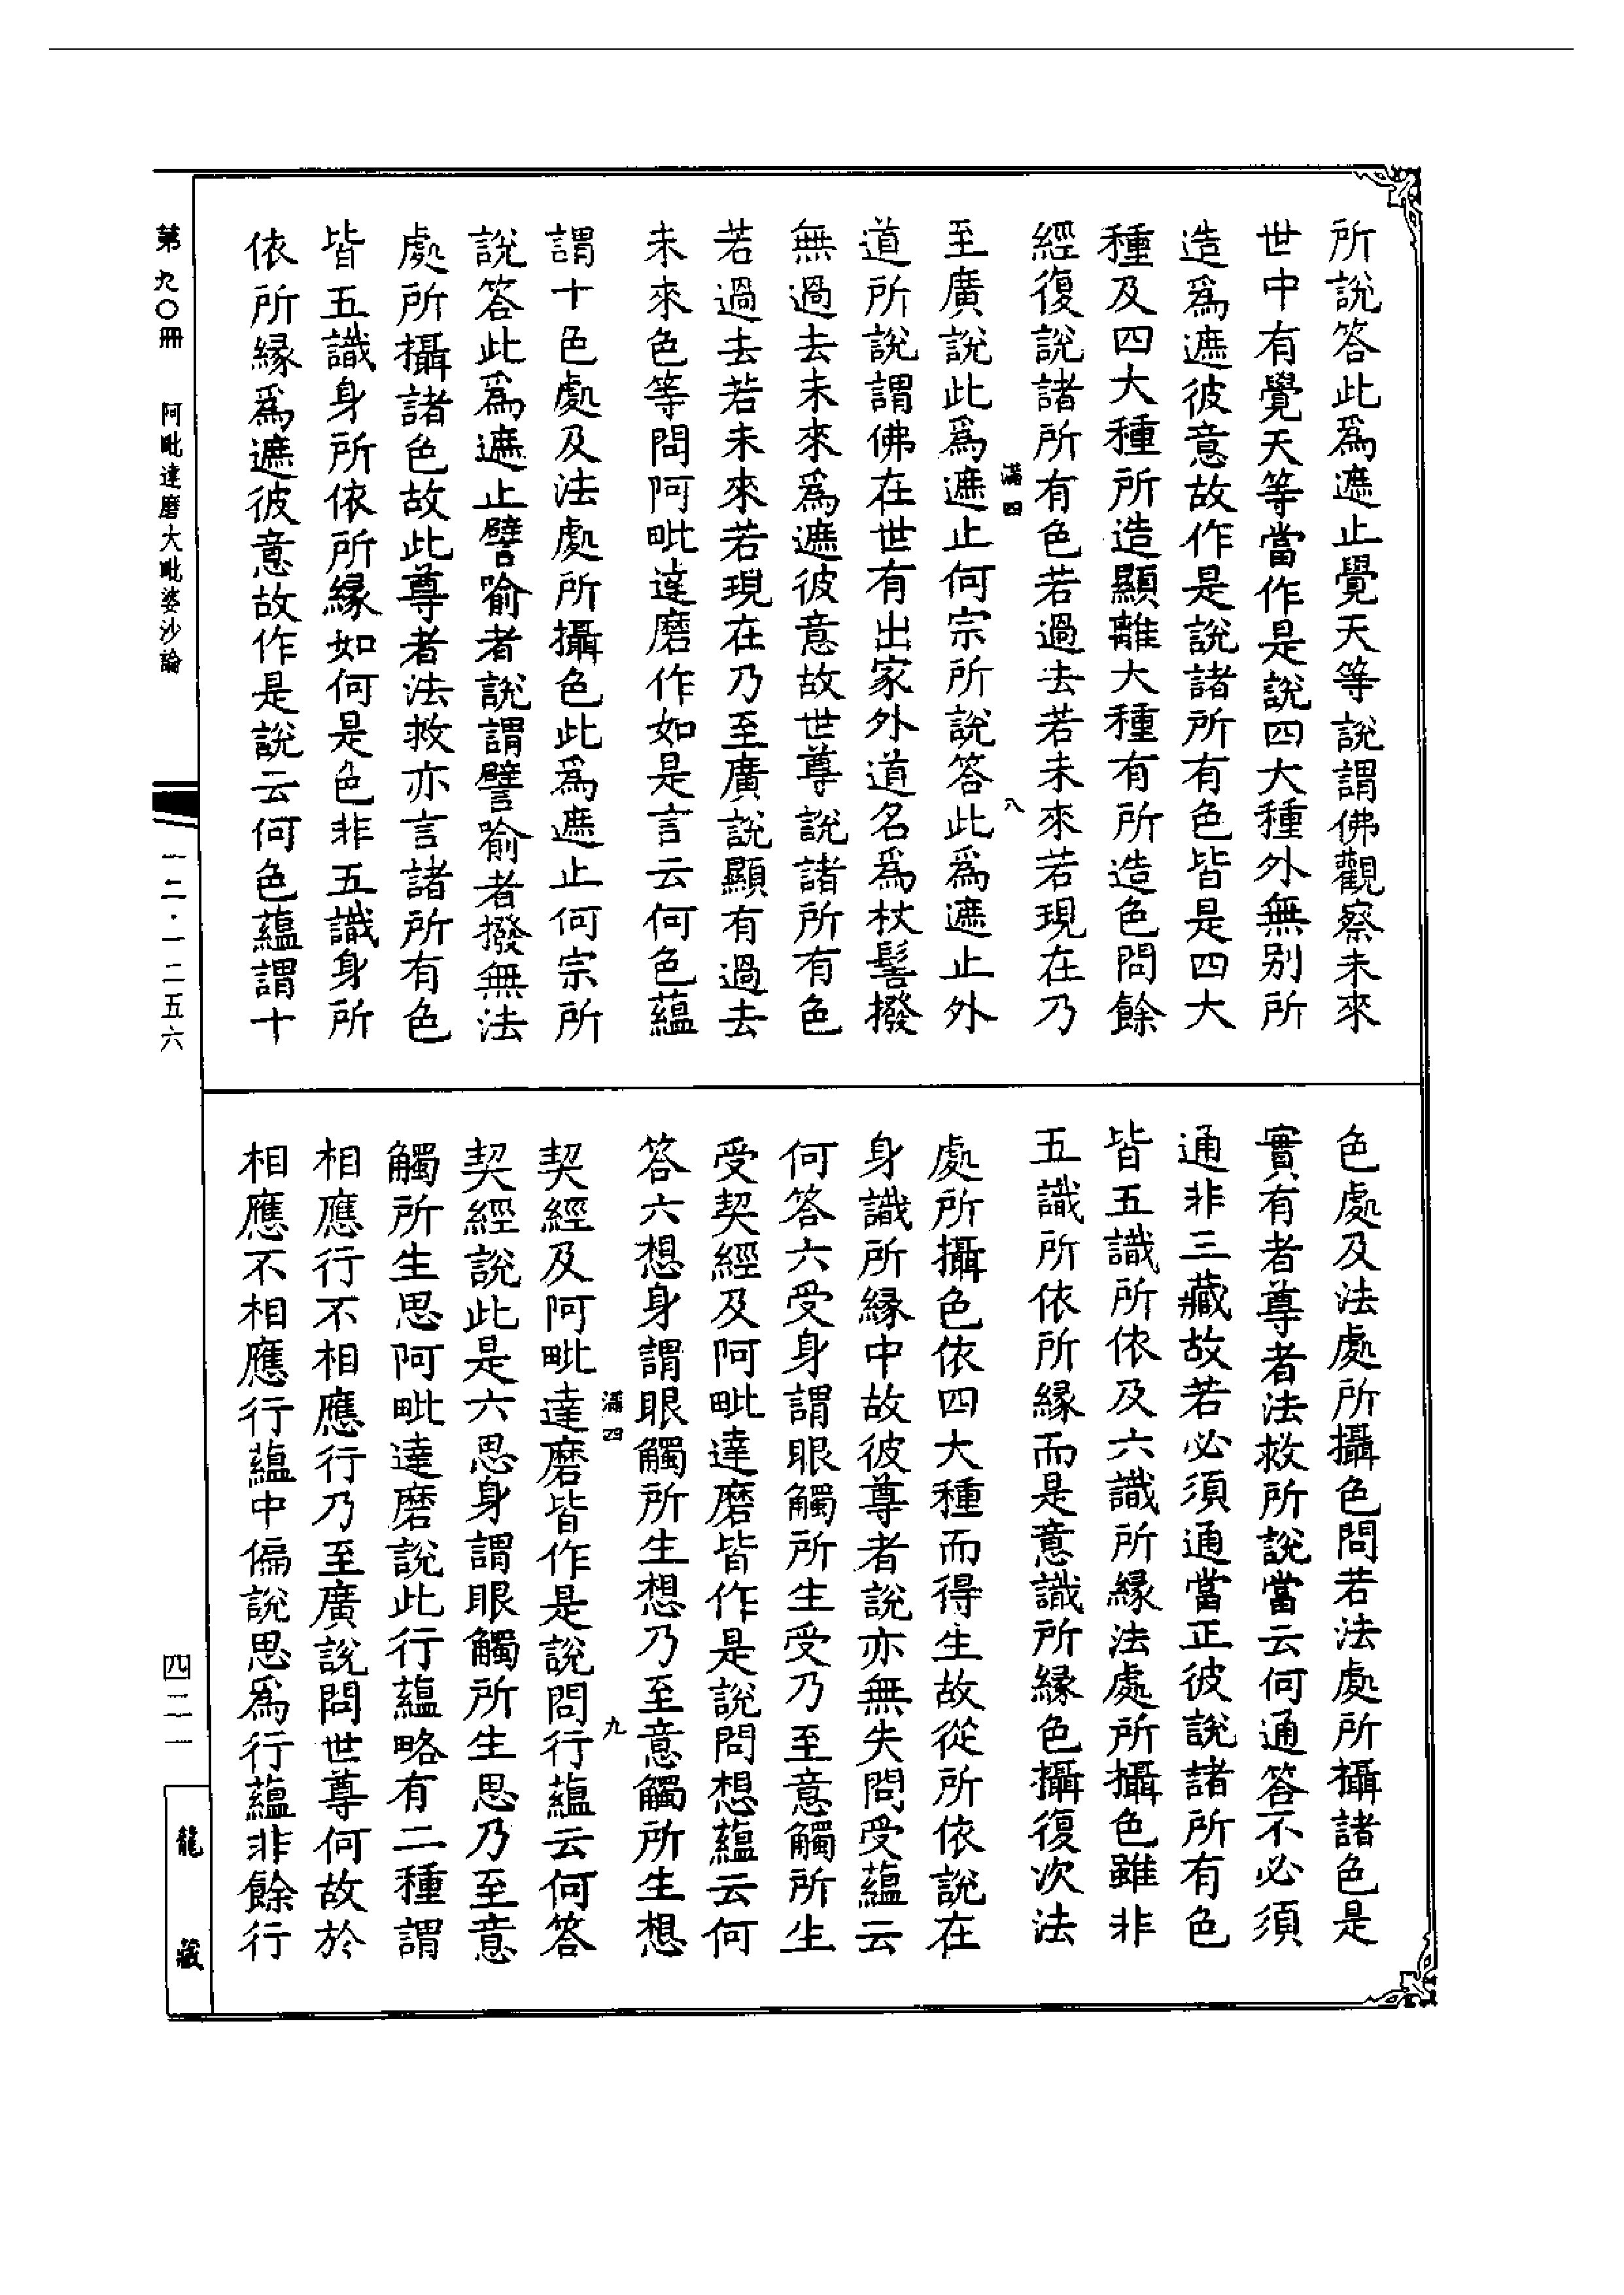 所說答此爲遮止覺天等說謂佛觀察未來
世中有覺天等當作是說四大種外無別所
造爲遮彼意故作是說諸所有色皆是四大
種及四大種所造顯離大種有所造色問餘
經復說諸所有色若過去若未來若現在乃
滿四 八
至廣說此爲遮止何宗所說答此爲遮止外
道所說謂佛在世有出家外道名爲杖髻撥
無過去未來爲遮彼意故世尊說諸所有色
若過去若未來若現在乃至廣說顯有過去
未來色等問阿毗達磨作如是言云何色蘊
謂十色處及法處所攝色此爲遮止何宗所
說答此爲遮止譬喻者說謂譬喻者撥無法
處所攝諸色故此尊者法救亦言諸所有色
皆五識身所依所緣如何是色非五識身所
依所緣爲遮彼意故作是說云何色蘊謂十
色處及法處所攝色問若法處所攝諸色是
實有者尊者法救所說當云何通答不必須
通非三藏故若必須通當正彼說諸所有色
皆五識所依及六識所緣法處所攝色雖非
五識所依所緣而是意識所緣色攝復次法
處所攝色依四大種而得生故從所依說在
身識所緣中故彼尊者說亦無失問受蘊云
何答六受身謂眼觸所生受乃至意觸所生
受契經及阿毗達磨皆作是說問想蘊云何
答六想身謂眼觸所生想乃至意觸所生想
滿四 九
契經及阿毗達磨皆作是說問行蘊云何答
契經說此是六思身謂眼觸所生思乃至意
觸所生思阿毗達磨說此行蘊略有二種謂
相應行不相應行乃至廣說問世尊何故於
相應不相應行蘊中偏說思爲行蘊非餘行
第九〇冊 阿毗達磨大毗婆沙論 一二·一二五六 四二一 龍藏